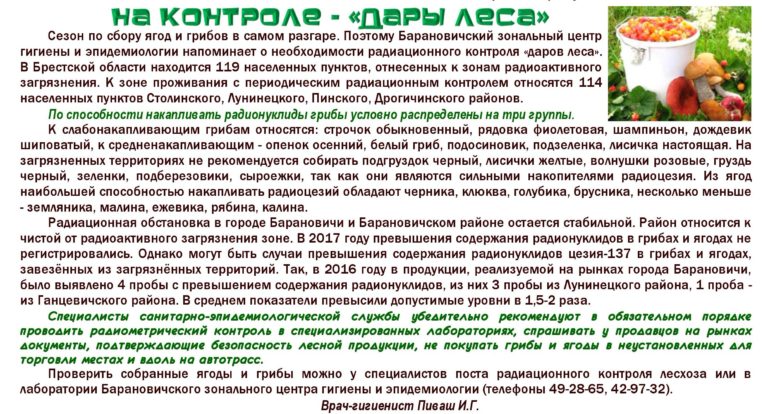 НА КОНТРОЛЕ - «ДАРЫ ЛЕСА»
Сезон по сбору ягод и грибов в самом разгаре. Поэтому Барановичский зональный центр
гигиены и эпидемиологии напоминает о необходимости радиационного контроля «даров леса».
В Брестской области находится 119 населенных пунктов, отнесенных к зонам радиоактивного
загрязнения. К зоне проживания с периодическим радиационным контролем относятся 114
населенных пунктов Столинского, Лунинецкого, Пинского, Дрогичинского районов.
По способности накапливать радионуклиды грибы условно распределены на три группы.
К слабонакапливающим грибам относятся: строчок обыкновенный, рядовка фиолетовая, шампиньон, дождевик
шиповатый, к средненакапливающим - опенок осенний, белый гриб, подосиновик, подзеленка, лисичка настоящая. На
загрязненных территориях не рекомендуется собирать подгруздок черный, лисички желтые, волнушки розовые, груздь
черный, зеленки, подберезовики, сыроежки, так как они являются сильными накопителями радиоцезия. Из ягод
наибольшей способностью накапливать радиоцезий обладают черника, клюква, голубика, брусника, несколько меньше
- земляника, малина, ежевика, рябина, калина.
Радиационная обстановка в городе Барановичи и Барановичском районе остается стабильной. Район относится к
чистой от радиоактивного загрязнения зоне. В 2017 году превышения содержания радионуклидов в грибах и ягодах не
регистрировались. Однако могут быть случаи превышения содержания радионуклидов цезия-137 в грибах и ягодах,
завезённых из загрязнённых территорий. Так, в 2016 году в продукции, реализуемой на рынках города Барановичи,
было выявлено 4 пробы с превышением содержания радионуклидов, из них 3 пробы из Лунинецкого района, 1 проба -
из Ганцевичского района. В среднем показатели превысили допустимые уровни в 1,5-2 раза.
Специалисты санитарно-эпидемиологической службы убедительно рекомендуют в обязательном порядке
проводить радиометрический контроль в специализированных лабораториях, спрашивать у продавцов на рынках
документы, подтверждающие безопасность лесной продукции, не покупать грибы и ягоды в неустановленных для
торговли местах и вдоль на автотрасс.
Проверить собранные ягоды и грибы можно у специалистов поста радиационного контроля лесхоза или в
лаборатории Барановичского зонального центра гигиены и эпидемиологии (телефоны 49-28-65, 42-97-32).
Врач-гигиенист Пиваш И.Г.